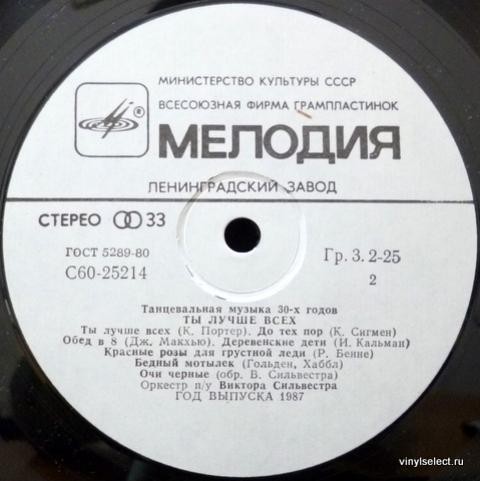 МИНИСТЕРСТВО КУЛЬТУРЫ СССР
ВСЕСОЮЗНАЯ ФИРМА ГРАМПЛАСТИНОК
®
МЕЛОДИЯ
ЛЕНИНГРАДСКИЙ ЗАВОД
СТЕРЕО 33
ГОСТ 5289-80
С60-25214
Гр. 3. 2-25
2
Танцевальная музыка 30-х годов
ТЫ ЛУЧШЕ ВСЕХ
Ты лучше всех (К. Портер). До тех пор (К. Сигмен)
Обед в 8 (Дж. Макхью). Деревенские дети (И. Кальман)
Красные розы для грустной леди (Р. Бенне)
Бедный мотылек (Гольден, Хаббл)
Очи черные (обр. В. Сильвестра)
Оркестр п/у Виктора Сильвестра
ГОД ВЫПУСКА 1987
vinylselect.ru